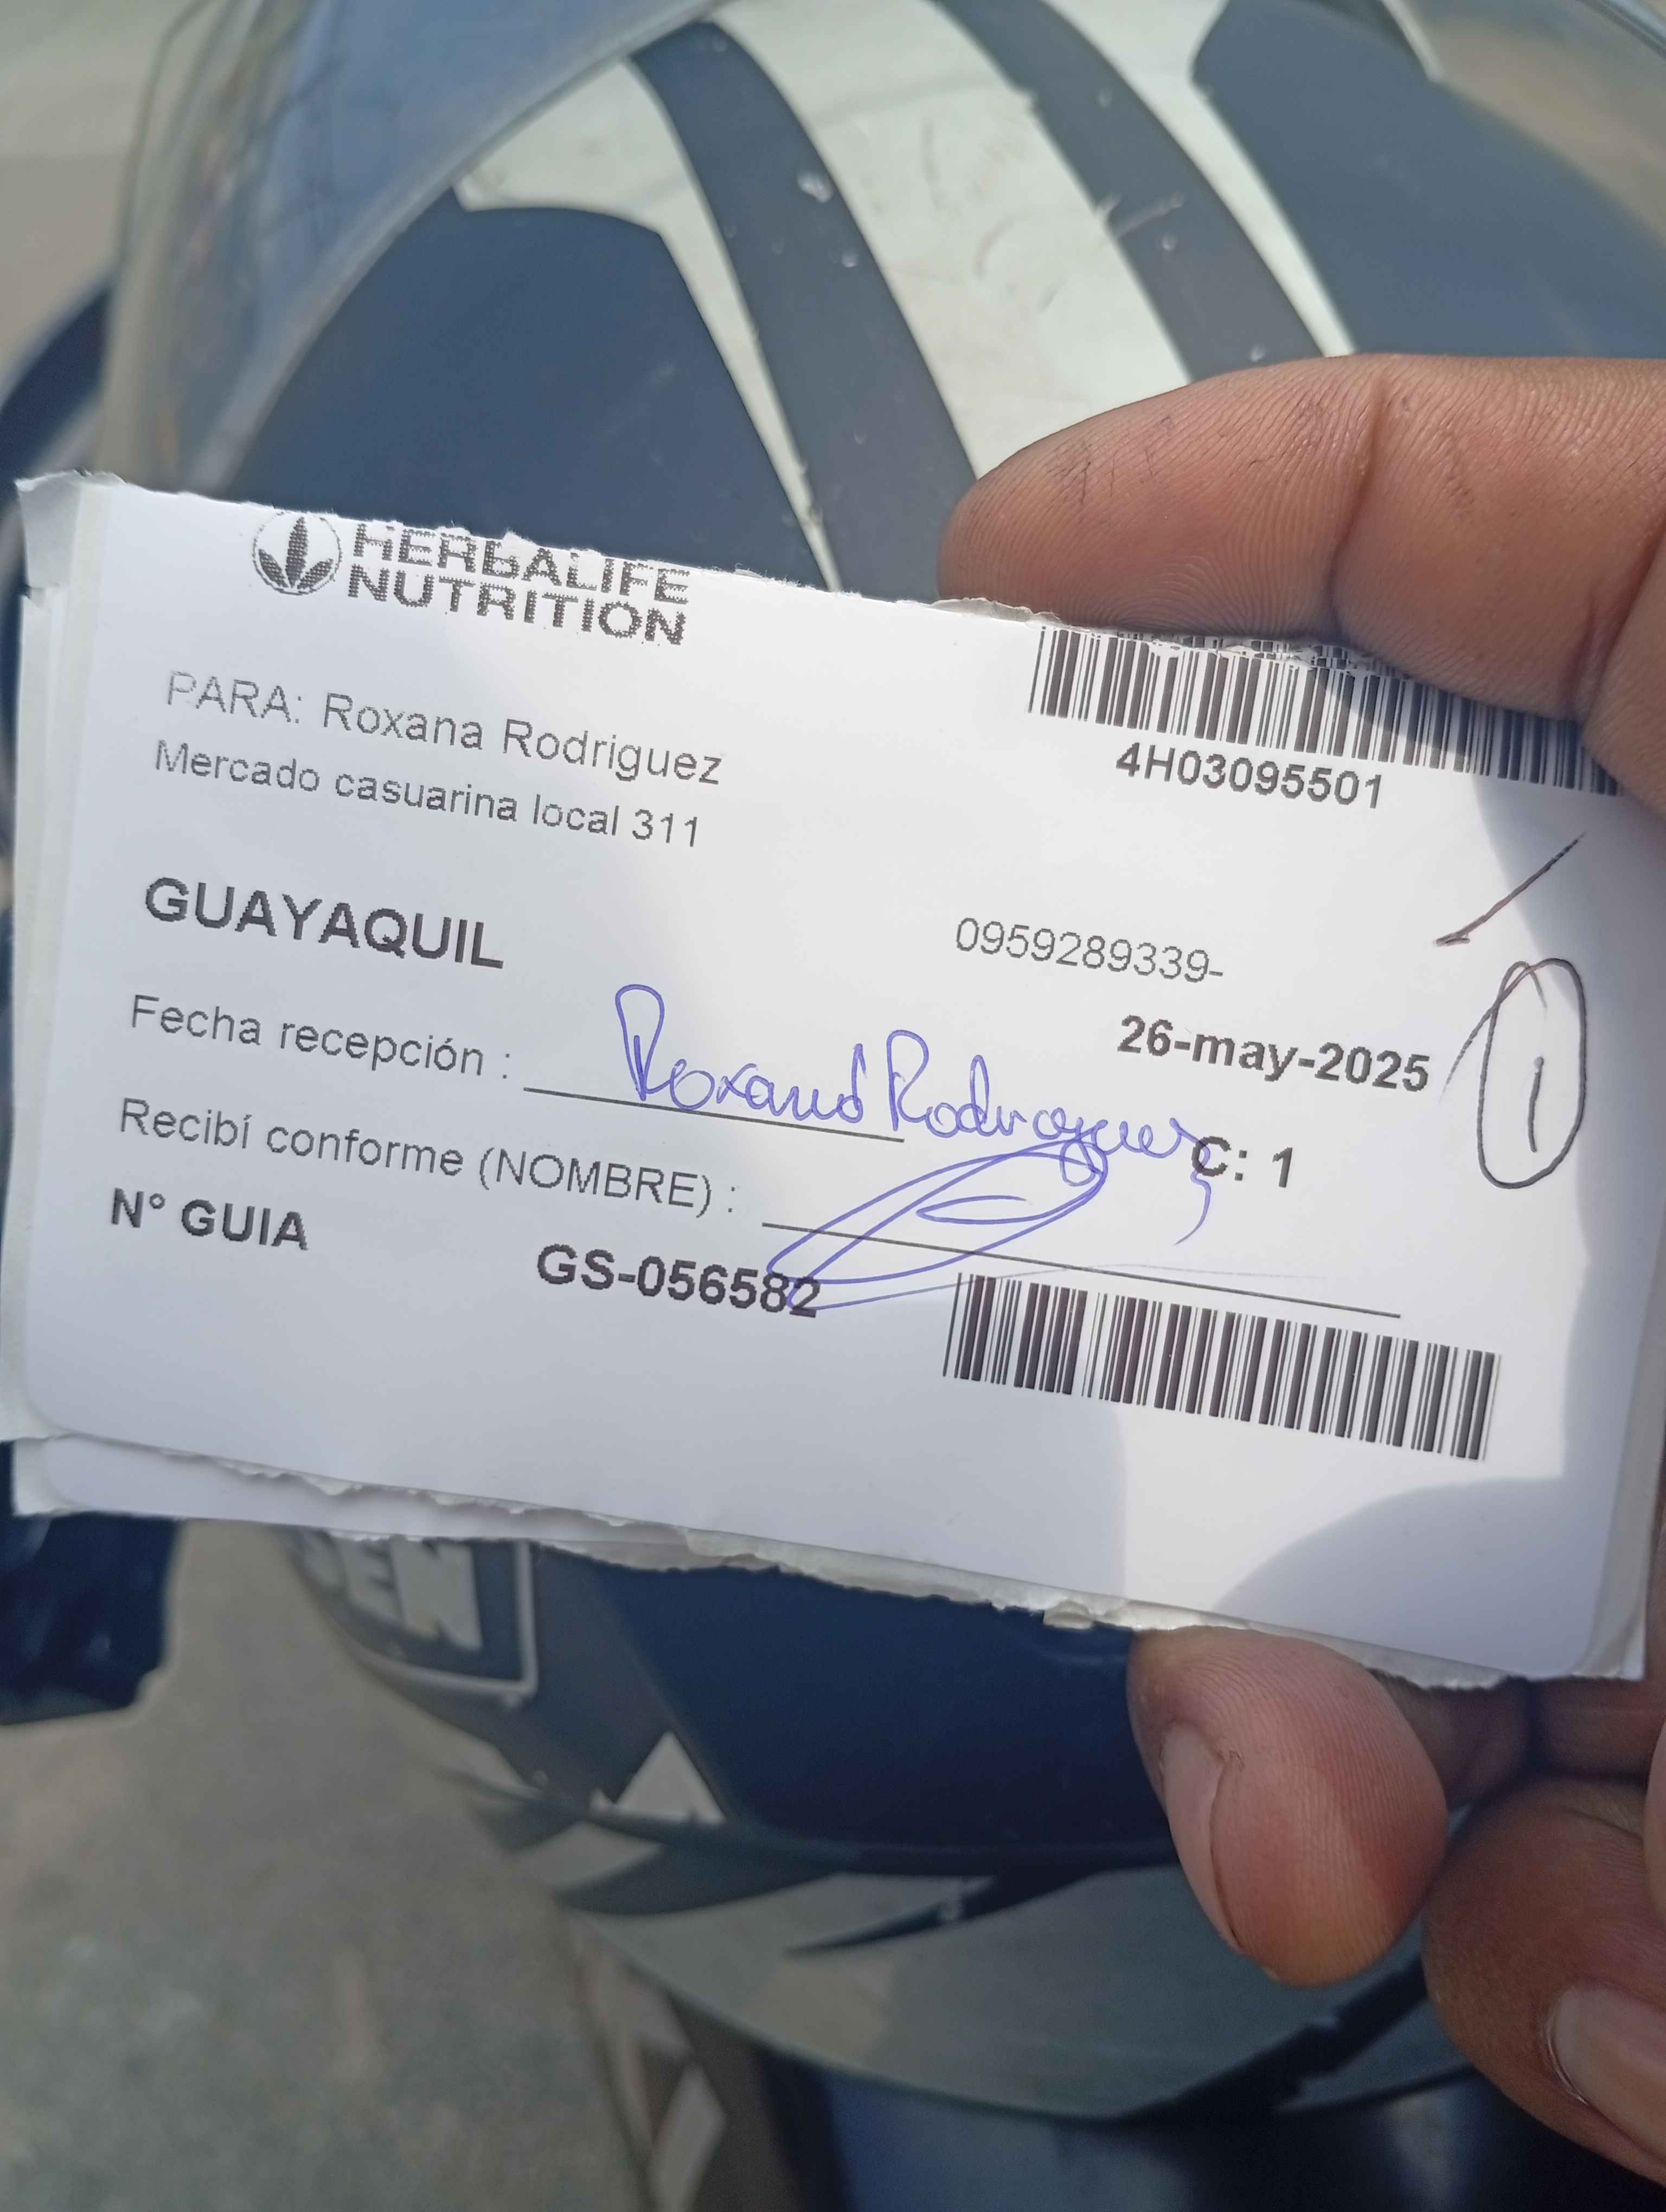 HERBALIFE
NUTRITION
4H03095501
PARA: Roxana Rodriguez
Mercado casuarina local 311
GUAYAQUIL
0959289339-
26-may-2025
1
Fecha recepción : Roxana Rodriguez
C: 1
Recibí conforme (NOMBRE) :
N° GUIA GS-056582